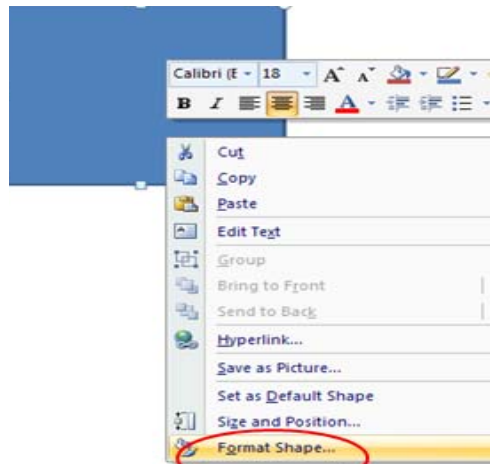 Calibri (E 18 A A
B I A
Cut
Copy
Paste
Edit Text
Group
Bring to Front
Send to Back
Hyperlink...
Save as Picture...
Set as Default Shape
Size and Position...
Format Shape...